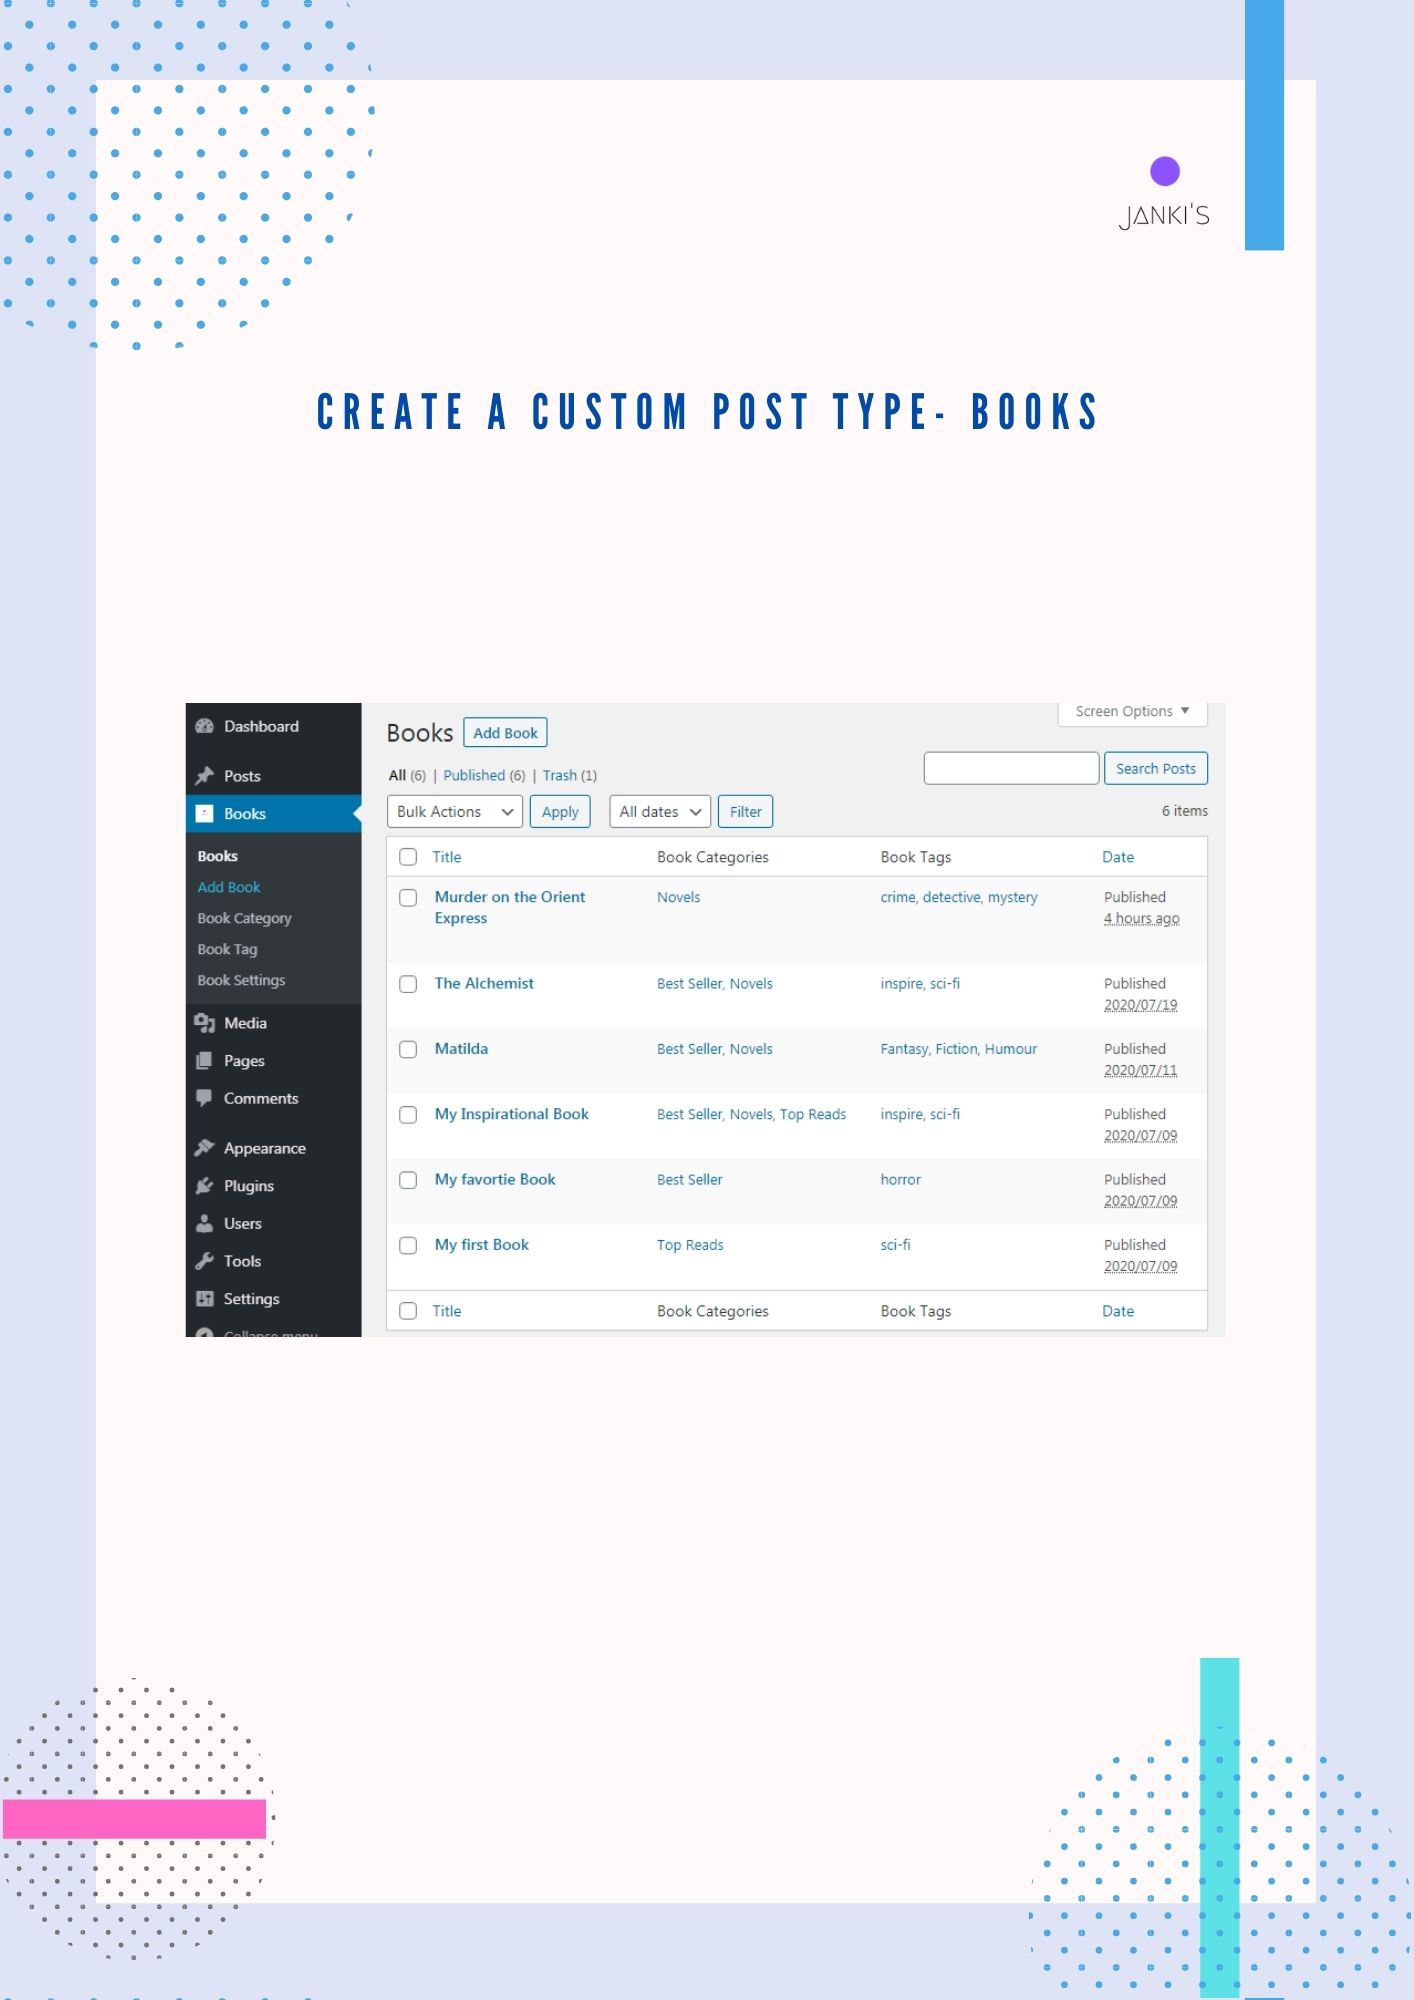 JANKI'S
CREATE A CUSTOM POST TYPE- BOOKS
Dashboard
Posts
Books
Books
Add Book
Book Category
Book Tag
Book Settings
Media
Pages
Comments
Appearance
Plugins
Users
Tools
Settings
Collapse menu
Screen Options
Books Add Book
All (6) | Published (6) | Trash (1)
Search Posts
Bulk Actions Apply All dates Filter 6 items
Title Book Categories Book Tags Date
Murder on the Orient Novels crime, detective, mystery Published
Express 4 hours ago
The Alchemist Best Seller, Novels inspire, sci-fi Published
2020/07/19
Matilda Best Seller, Novels Fantasy, Fiction, Humour Published
2020/07/11
My Inspirational Book Best Seller, Novels, Top Reads inspire, sci-fi Published
2020/07/09
My favortie Book Best Seller horror Published
2020/07/09
My first Book Top Reads sci-fi Published
2020/07/09
Title Book Categories Book Tags Date